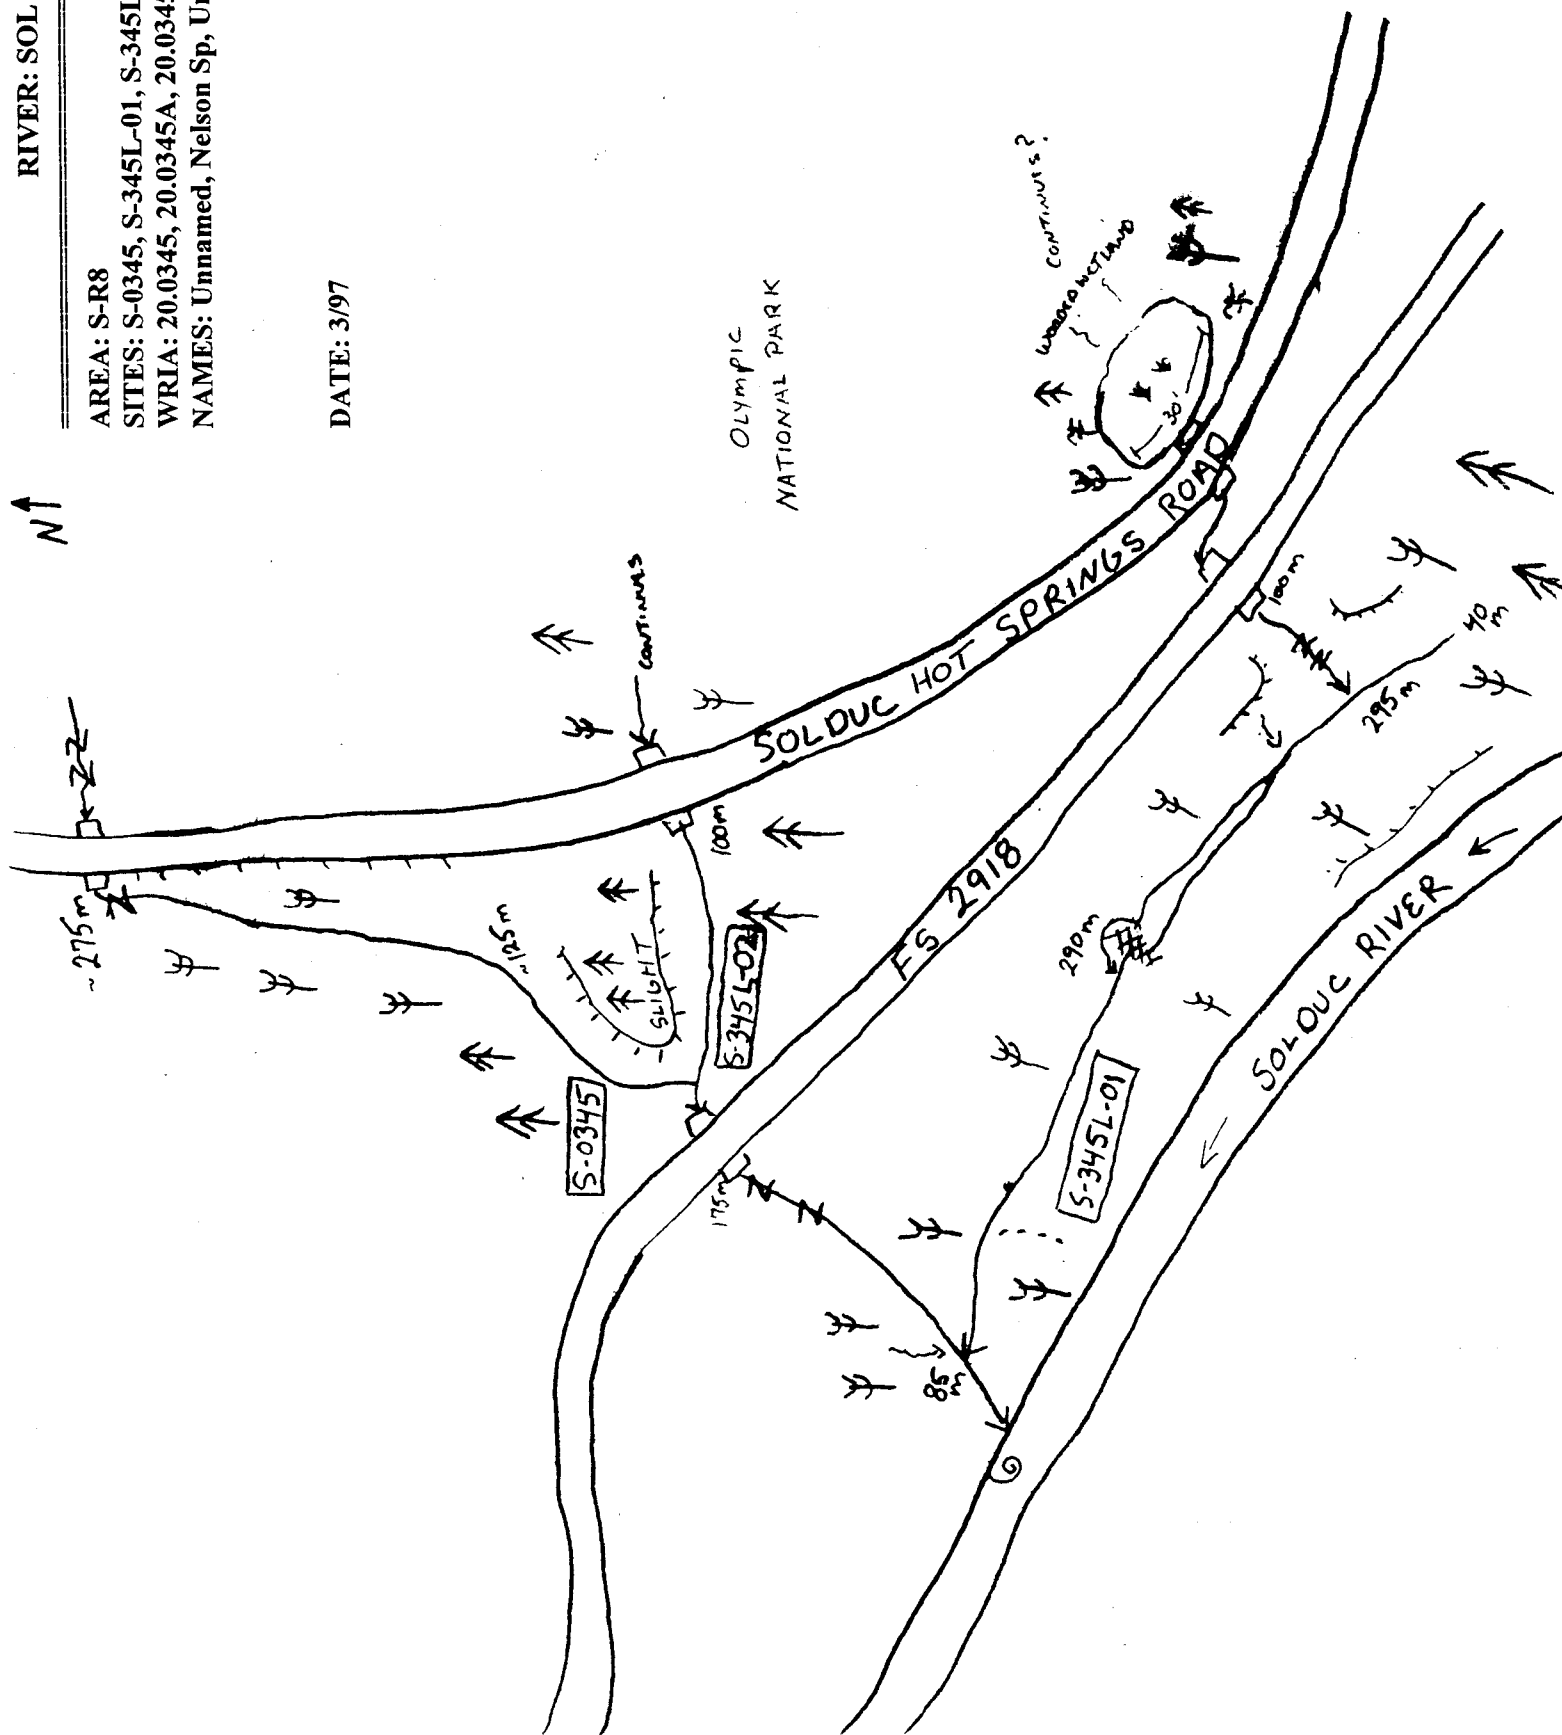 RIVER: SOL
AREA: S-R8
SITES: S-0345, S-345L-01, S-345L
WRIA: 20.0345, 20.0345A, 20.034
NAMES: Unnamed, Nelson Sp, Un
DATE: 3/97
N
OLYMPIC
NATIONAL PARK
CONTINUES?
WOODED WETLAND
30'
CONTINUES
SOLDUC HOT SPRINGS ROAD
~275m
~125m
SLIGHT
100m
S-345L-02
S-0345
FS 2918
175m
100m
40
m
295m
290m
S-345L-01
85
m
SOLDUC RIVER